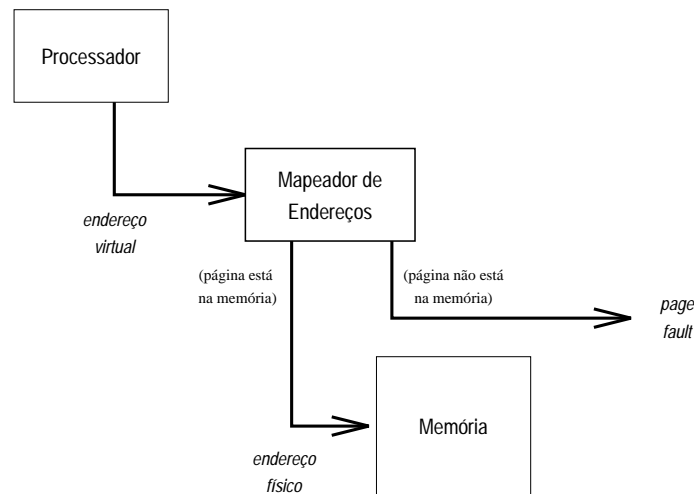 Processador
Mapeador de
Endereços
endereço
virtual
(página está
na memória)
(página não está
na memória)
page
fault
Memória
endereço
físico